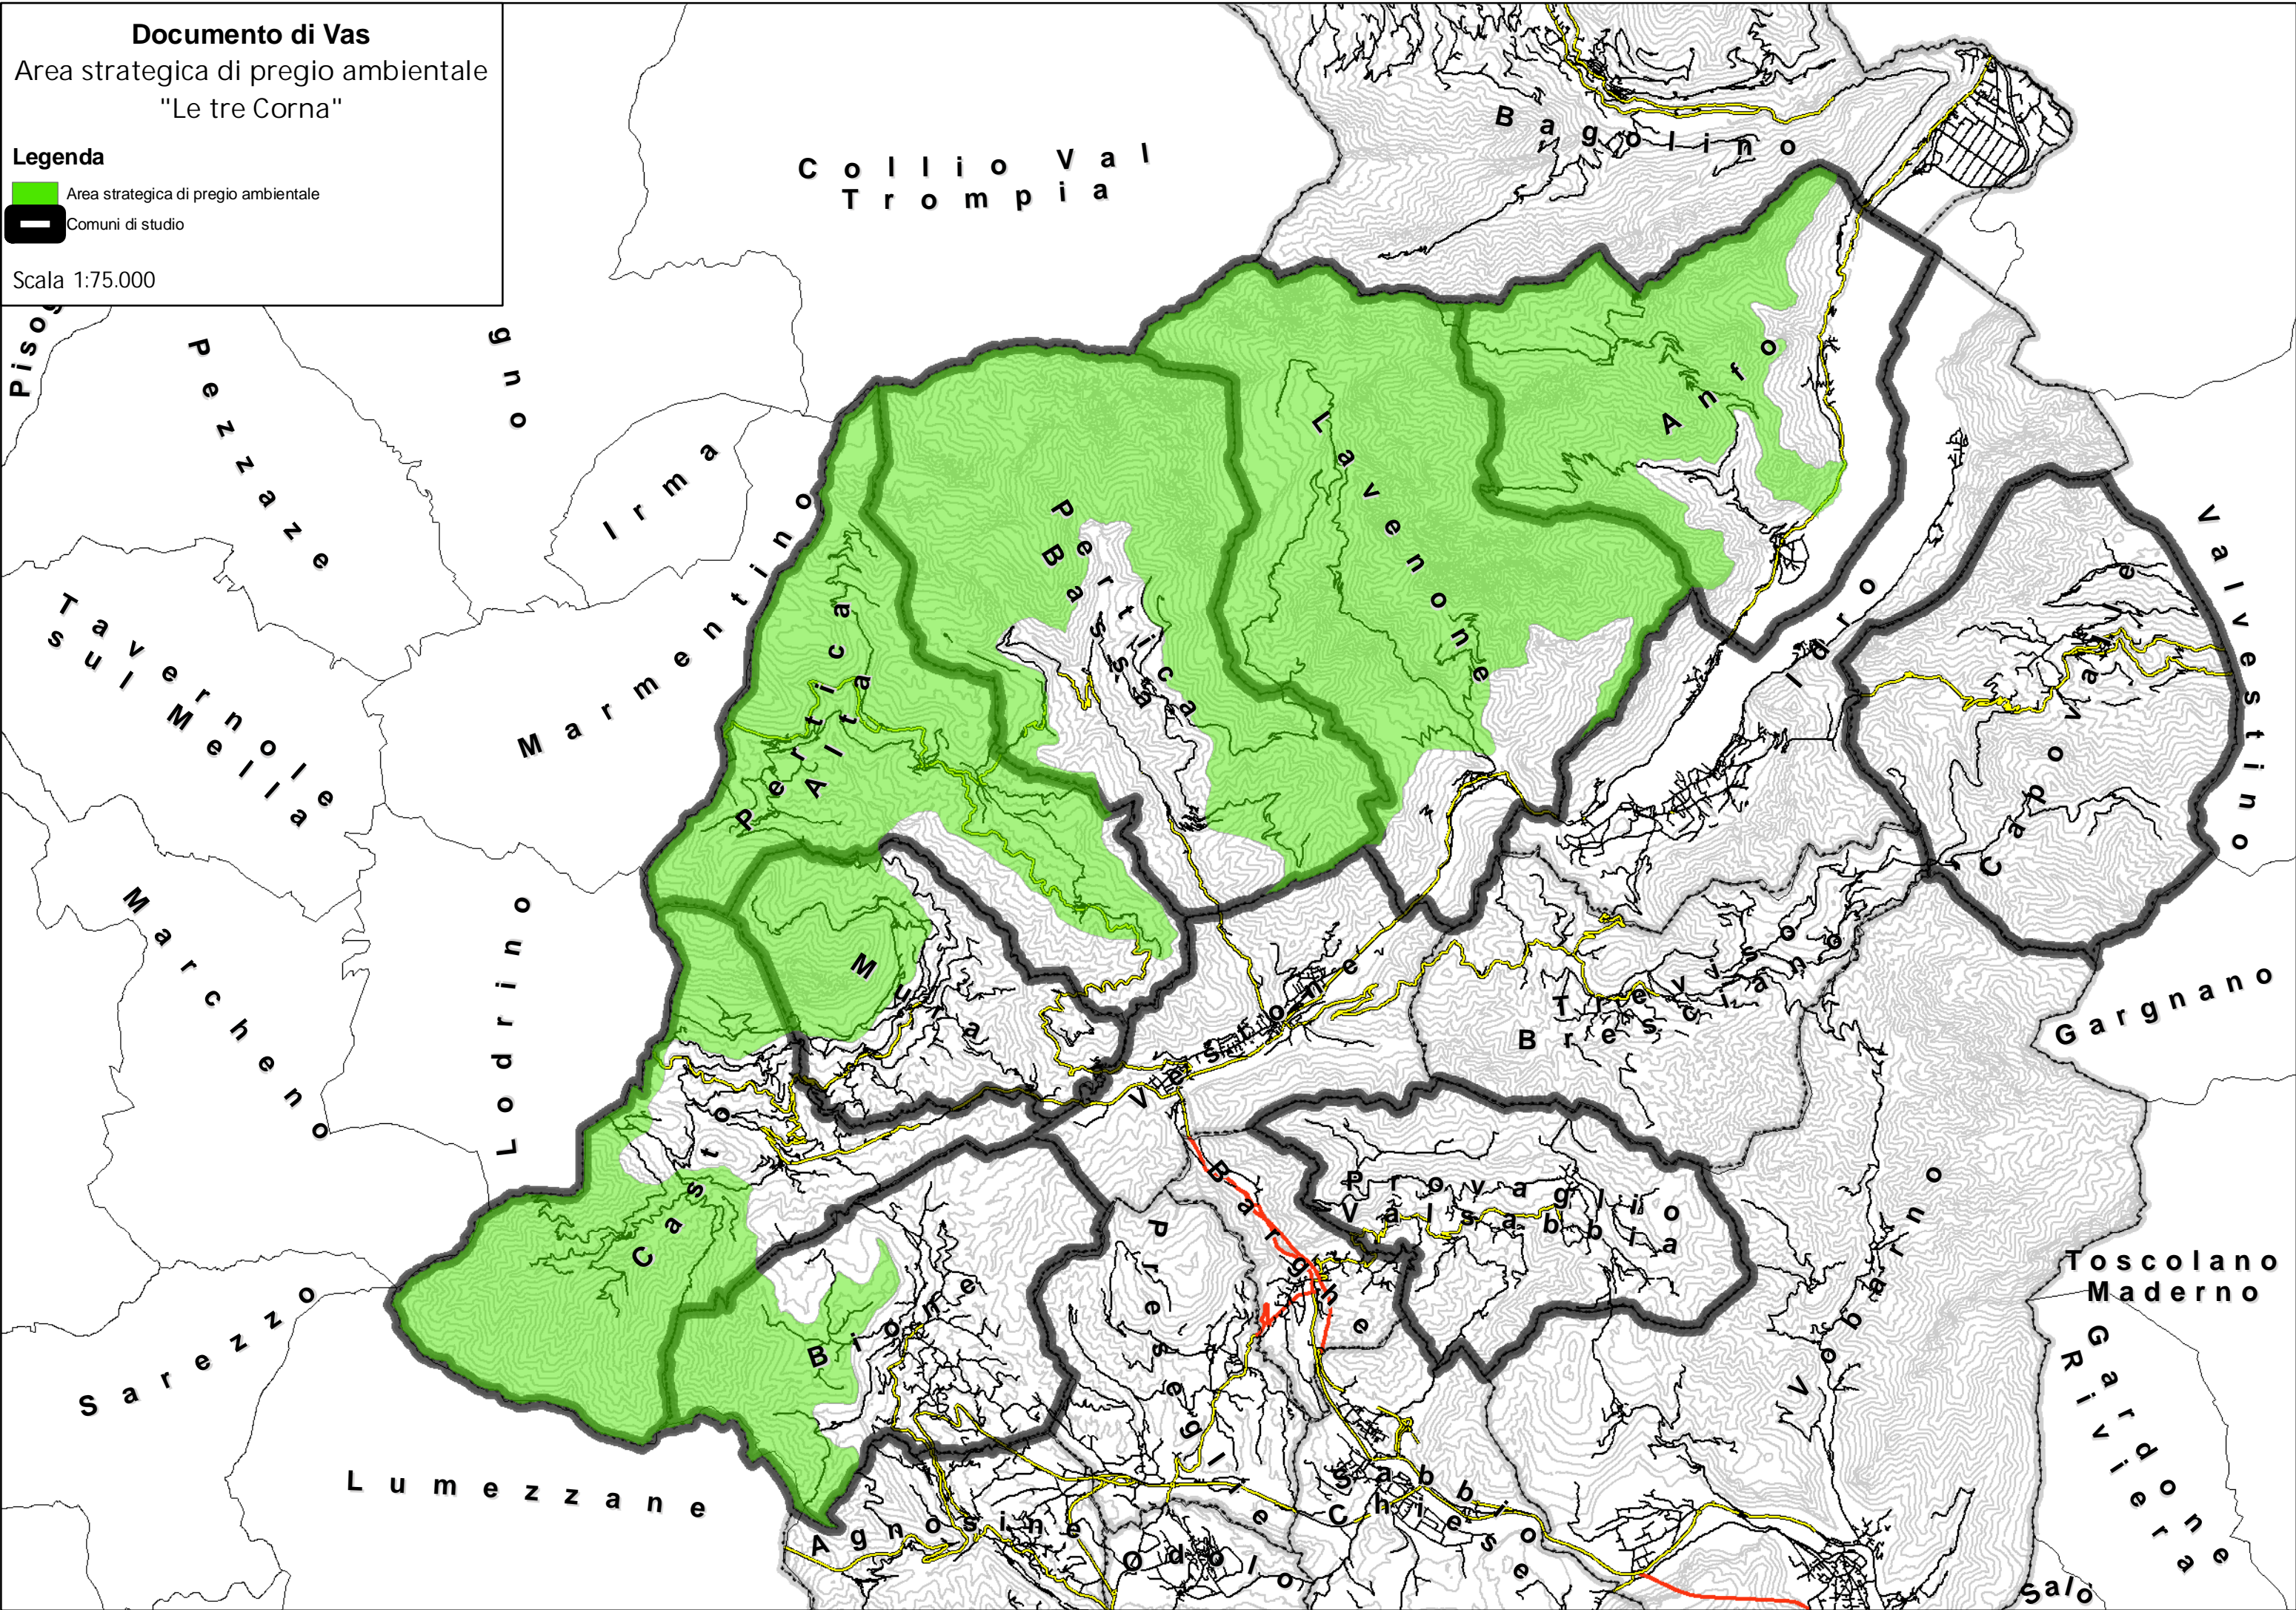 Documento di Vas
Area strategica di pregio ambientale
"Le tre Corna"
Legenda
Area strategica di pregio ambientale
Comuni di studio
Scala 1:75.000
Collio Val
Trompia
Bagolino
Pisog
Pezzaze
gno
Irma
Marmentino
Tavernole
sul Mella
Marcheno
Lodrino
Sarezzo
Lumezzane
Pertica
Alta
Pertica
Bassa
Lavenone
Anfo
Idro
Capovalle
Valvestino
Mura
Casto
Vestone
Treviso
Bresciano
Gargnano
Barghe
Provaglio
Valsabbia
Preseglie
Bione
Agnosine
Odolo
Sabbio
Chiese
Vobarno
Toscolano
Maderno
Gardone
Riviera
Salò